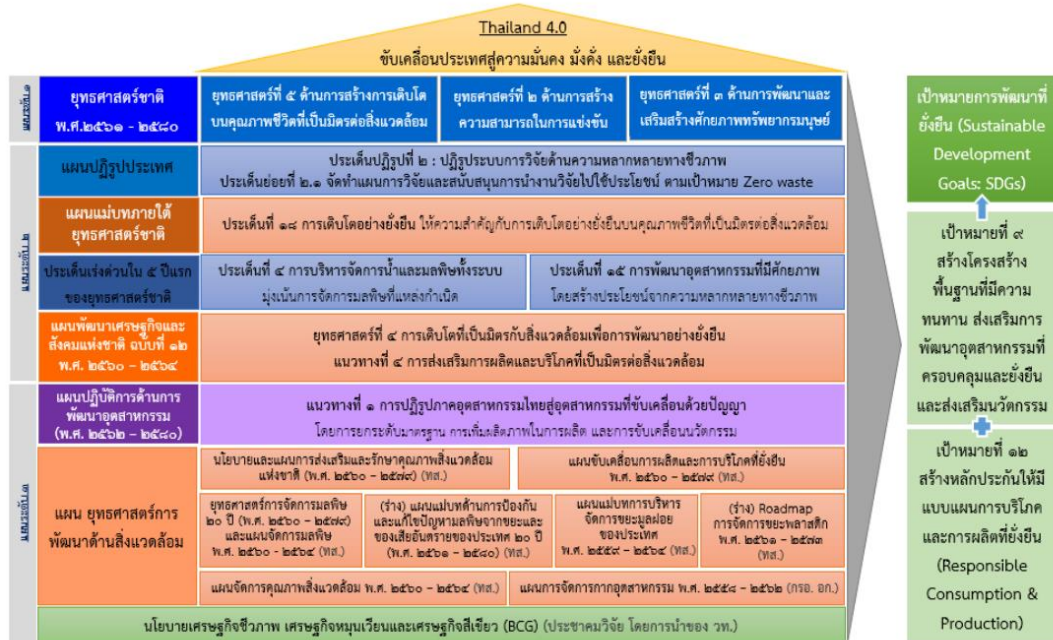 Thailand 4.0
ขับเคลื่อนประเทศสู่ความมั่นคง มั่งคั่ง และยั่งยืน
ยุทธศาสตร์ชาติ
พ.ศ.๒๕๖๑ - ๒๕๘๐
ยุทธศาสตร์ที่ ๕ ด้านการสร้างการเติบโต
บนคุณภาพชีวิตที่เป็นมิตรต่อสิ่งแวดล้อม
ยุทธศาสตร์ที่ ๒ ด้านการสร้าง
ความสามารถในการแข่งขัน
ยุทธศาสตร์ที่ ๓ ด้านการพัฒนาและ
เสริมสร้างศักยภาพทรัพยากรมนุษย์
แผนปฏิรูปประเทศ
ประเด็นปฏิรูปที่ ๒ : ปฏิรูประบบการวิจัยด้านความหลากหลายทางชีวภาพ
ประเด็นย่อยที่ ๒.๑ จัดทำแผนการวิจัยและสนับสนุนการนำงานวิจัยไปใช้ประโยชน์ ตามเป้าหมาย Zero waste
แผนแม่บทภายใต้
ยุทธศาสตร์ชาติ
ประเด็นที่ ๑๘ การเติบโตอย่างยั่งยืน ให้ความสำคัญกับการเติบโตอย่างยั่งยืนบนคุณภาพชีวิตที่เป็นมิตรต่อสิ่งแวดล้อม
ประเด็นเร่งด่วนใน ๕ ปีแรก
ของยุทธศาสตร์ชาติ
ประเด็นที่ ๔ การบริหารจัดการน้ำและมลพิษทั้งระบบ
มุ่งเน้นการจัดการมลพิษที่แหล่งกำเนิด
ประเด็นที่ ๑๕ การพัฒนาอุตสาหกรรมที่มีศักยภาพ
โดยสร้างประโยชน์จากความหลากหลายทางชีวภาพ
แผนพัฒนาเศรษฐกิจและ
สังคมแห่งชาติ ฉบับที่ ๑๒
พ.ศ. ๒๕๖๐ - ๒๕๖๔
ยุทธศาสตร์ที่ ๔ การเติบโตที่เป็นมิตรกับสิ่งแวดล้อมเพื่อการพัฒนาอย่างยั่งยืน
แนวทางที่ ๔ การส่งเสริมการผลิตและบริโภคที่เป็นมิตรต่อสิ่งแวดล้อม
แผนปฏิบัติการด้านการ
พัฒนาอุตสาหกรรม
(พ.ศ. ๒๕๖๒ - ๒๕๘๐)
แนวทางที่ ๑ การปฏิรูปภาคอุตสาหกรรมไทยสู่อุตสาหกรรมที่ขับเคลื่อนด้วยปัญญา
โดยการยกระดับมาตรฐาน การเพิ่มผลิตภาพในการผลิต และการขับเคลื่อนนวัตกรรม
แผน ยุทธศาสตร์การ
พัฒนาด้านสิ่งแวดล้อม
นโยบายและแผนการส่งเสริมและรักษาคุณภาพสิ่งแวดล้อม
แห่งชาติ (พ.ศ. ๒๕๖๐ - ๒๕๗๙) (ทส.)
แผนขับเคลื่อนการผลิตและการบริโภคที่ยั่งยืน
พ.ศ. ๒๕๖๐ - ๒๕๗๙ (ทส.)
ยุทธศาสตร์การจัดการมลพิษ
๒๐ ปี (พ.ศ. ๒๕๖๐ - ๒๕๗๙)
และแผนจัดการมลพิษ
พ.ศ. ๒๕๖๐ - ๒๕๖๔ (ทส.)
(ร่าง) แผนแม่บทด้านการป้องกัน
และแก้ไขปัญหามลพิษจากขยะและ
ของเสียอันตรายของประเทศ ๒๐ ปี
(พ.ศ. ๒๕๖๑ - ๒๕๘๐) (ทส.)
แผนแม่บทการบริหาร
จัดการขยะมูลฝอย
ของประเทศ
พ.ศ. ๒๕๕๙ - ๒๕๖๔ (ทส.)
(ร่าง) Roadmap
การจัดการขยะพลาสติก
พ.ศ. ๒๕๖๑ - ๒๕๗๓
(ทส.)
แผนจัดการคุณภาพสิ่งแวดล้อม พ.ศ. ๒๕๖๐ - ๒๕๖๔ (ทส.)
แผนการจัดการกากอุตสาหกรรม พ.ศ. ๒๕๕๘ - ๒๕๖๒ (กรอ. อก.)
นโยบายเศรษฐกิจชีวภาพ เศรษฐกิจหมุนเวียนและเศรษฐกิจสีเขียว (BCG) (ประชาคมวิจัย โดยการนำของ วท.)
เป้าหมายการพัฒนาที่
ยั่งยืน (Sustainable
Development
Goals: SDGs)
เป้าหมายที่ ๙
สร้างโครงสร้าง
พื้นฐานที่มีความ
ทนทาน ส่งเสริมการ
พัฒนาอุตสาหกรรมที่
ครอบคลุมและยั่งยืน
และส่งเสริมนวัตกรรม
เป้าหมายที่ ๑๒
สร้างหลักประกันให้มี
แบบแผนการบริโภค
และการผลิตที่ยั่งยืน
(Responsible
Consumption &
Production)